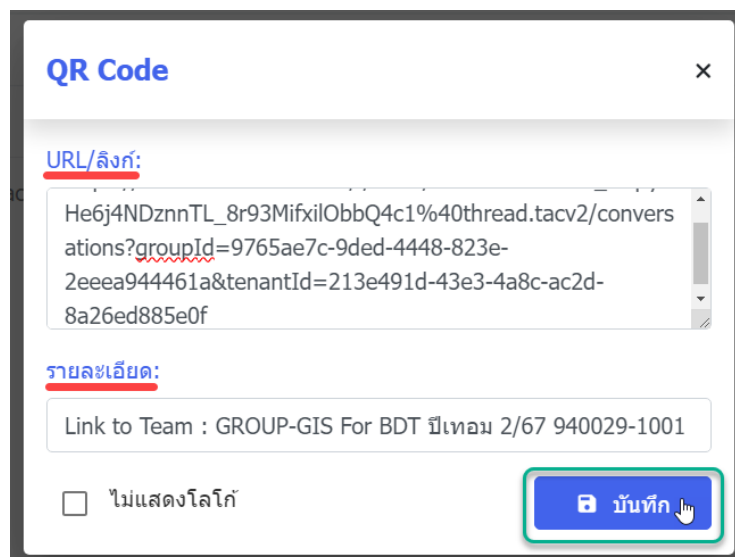 QR Code
×
URL/ลิงก์:
He6j4NDznnTL_8r93MifxilObbQ4c1%40thread.tacv2/convers
ations?groupId=9765ae7c-9ded-4448-823e-
2eeea944461a&tenantId=213e491d-43e3-4a8c-ac2d-
8a26ed885e0f
รายละเอียด:
Link to Team : GROUP-GIS For BDT ปีเทอม 2/67 940029-1001
ไม่แสดงโลโก้
บันทึก